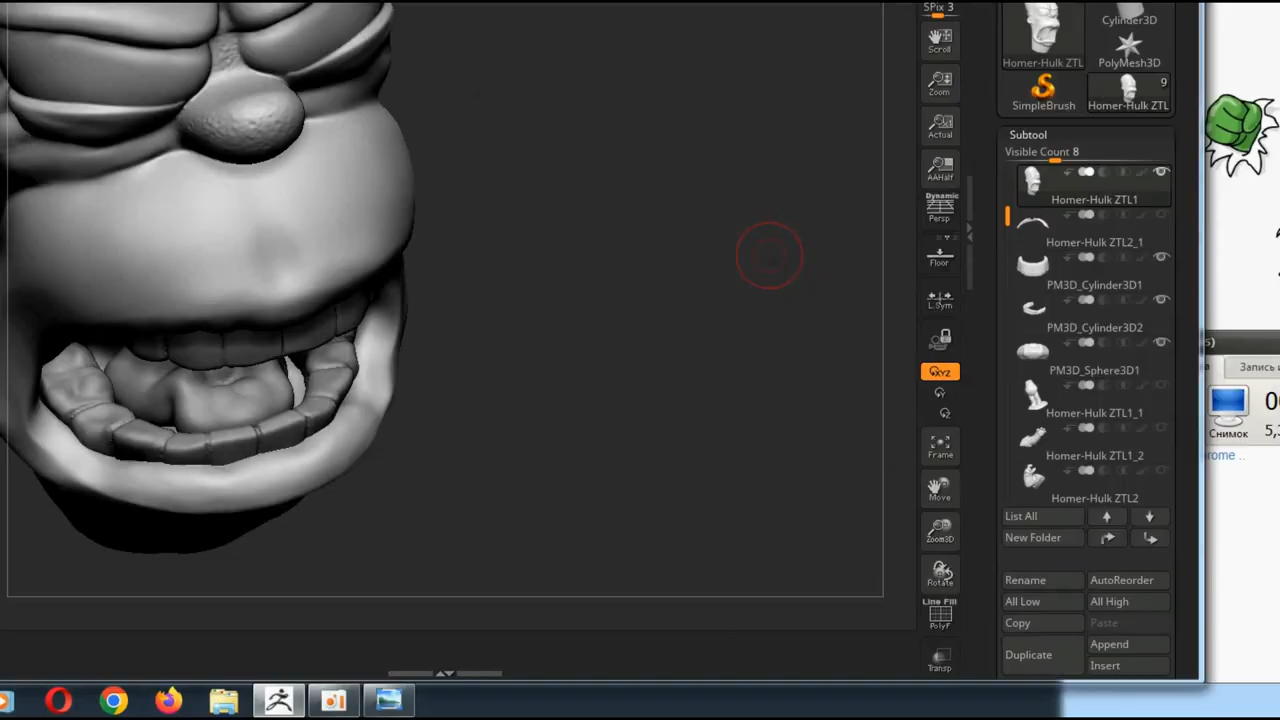 SPix 3
Scroll
Zoom
Actual
AAHalf
Dynamic
Persp
Floor
L.Sym
XYZ
Frame
Move
Zoom3D
Rotate
Line Fill
PolyF
Transp
Homer-Hulk ZTL
Cylinder3D
PolyMesh3D
SimpleBrush
9
Homer-Hulk ZTL
Subtool
Visible Count 8
Homer-Hulk ZTL1
Homer-Hulk ZTL2_1
PM3D_Cylinder3D1
PM3D_Cylinder3D2
PM3D_Sphere3D1
Homer-Hulk ZTL1_1
Homer-Hulk ZTL1_2
Homer-Hulk ZTL2
List All
New Folder
Rename
AutoReorder
All Low
All High
Copy
Paste
Duplicate
Append
Insert
Запись и
Снимок
5,
rome ..